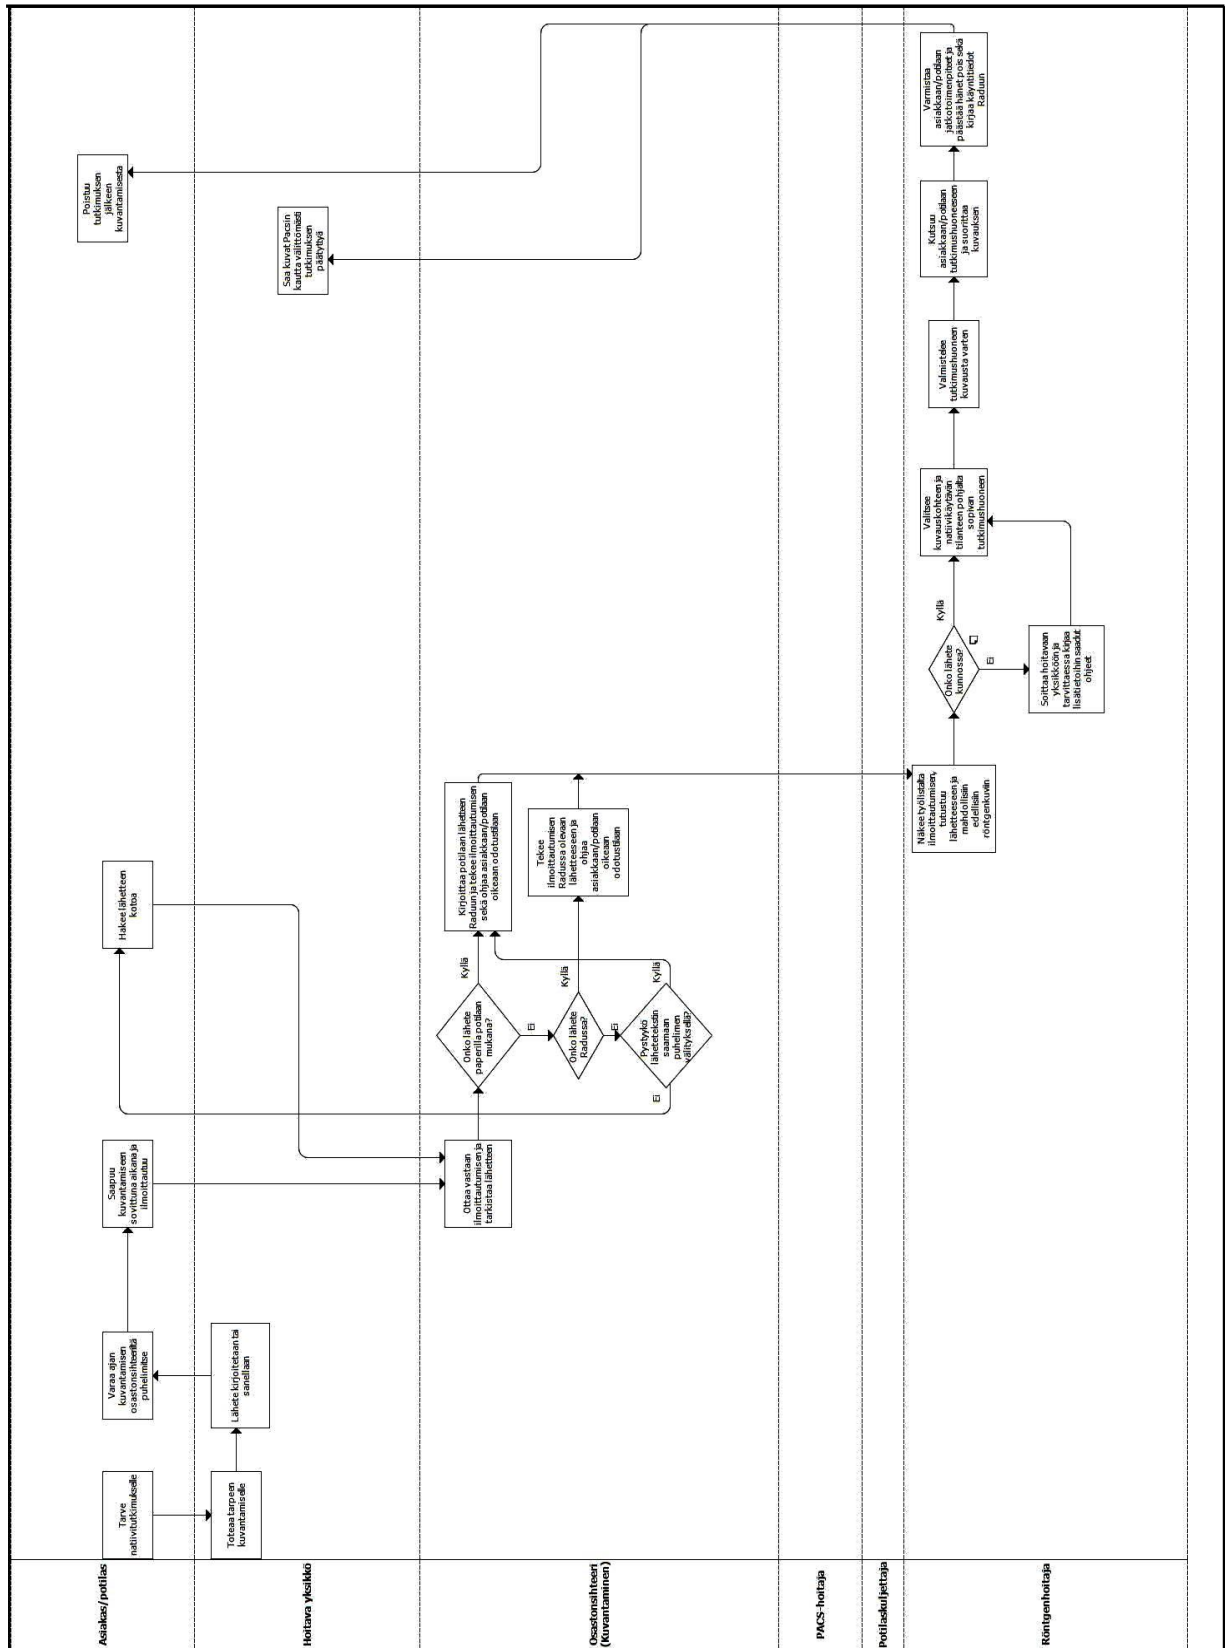 Asiakas/potilas
Tarve
natiivitutkimukselle
Varaa ajan
kuvantamisen
osastonsihteeriltä
puhelimitse
Saapuu
kuvantamiseen
sovittuna aikana ja
ilmoittautuu
Hakee lähetteen
kotoa
Poistuu
tutkimuksen
jälkeen
kuvantamisesta
Hoitava yksikkö
Toteaa tarpeen
kuvantamiselle
Lähete kirjoitetaan tai
sanellaan
Saa kuvat Pacsin
kautta välittömästi
tutkimuksen
päätyttyä
Osastonsihteeri
(Kuvantaminen)
Ottaa vastaan
ilmoittautumisen ja
tarkistaa lähetteen
Onko lähete
paperilla potilaan
mukana?
Kyllä
Ei
Kirjoittaa potilaan lähetteen
Raduun ja tekee ilmoittautumisen
sekä ohjaa asiakkaan/potilaan
oikeaan odotustilaan
Onko lähete
Radussa?
Kyllä
Ei
Tekee
ilmoittautumisen
Radussa olevaan
lähetteeseen ja
ohjaa
asiakkaan/potilaan
oikeaan
odotustilaan
Pystyykö
lähetetekstin
saamaan
puhelimen
välityksellä?
Kyllä
Ei
PACS-hoitaja
Potilaskuljettaja
Röntgenhoitaja
Näkee työlistalta
ilmoittautumisen,
tutustuu
lähetteeseen ja
mahdollisiin
edellisiin
röntgenkuviin
Onko lähete
kunnossa?
Kyllä
Ei
Soittaa hoitavaan
yksikköön ja
tarvittaessa kirjaa
lisätietoihin saadut
ohjeet
Valitsee
kuvauskohteen ja
natiivikäytävän
tilanteen pohjalta
sopivan
tutkimushuoneen
Valmistelee
tutkimushuoneen
kuvausta varten
Kutsuu
asiakkaan/potilaan
tutkimushuoneeseen
ja suorittaa
kuvauksen
Varmistaa
asiakkaan/potilaan
jatkotoimenpiteet ja
päästää hänet pois sekä
kirjaa käyntitiedot
Raduun